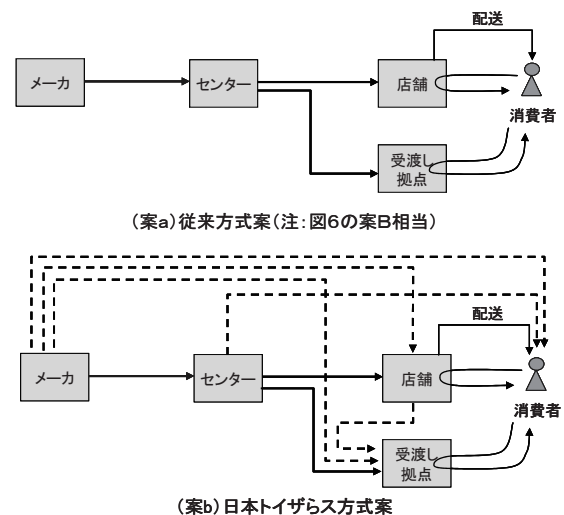 配送
メーカ
センター
店舗
消費者
受渡し
拠点
（案a）従来方式案（注：図6の案B相当）
配送
メーカ
センター
店舗
消費者
受渡し
拠点
（案b）日本トイザらス方式案